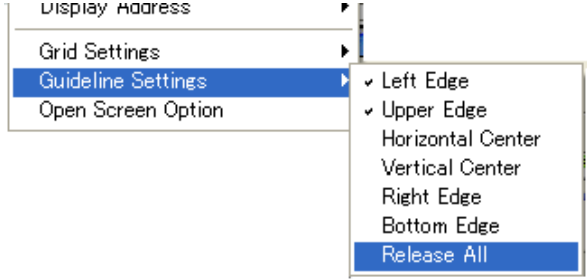 Display Address
Grid Settings
Guideline Settings
Open Screen Option
Left Edge
Upper Edge
Horizontal Center
Vertical Center
Right Edge
Bottom Edge
Release All